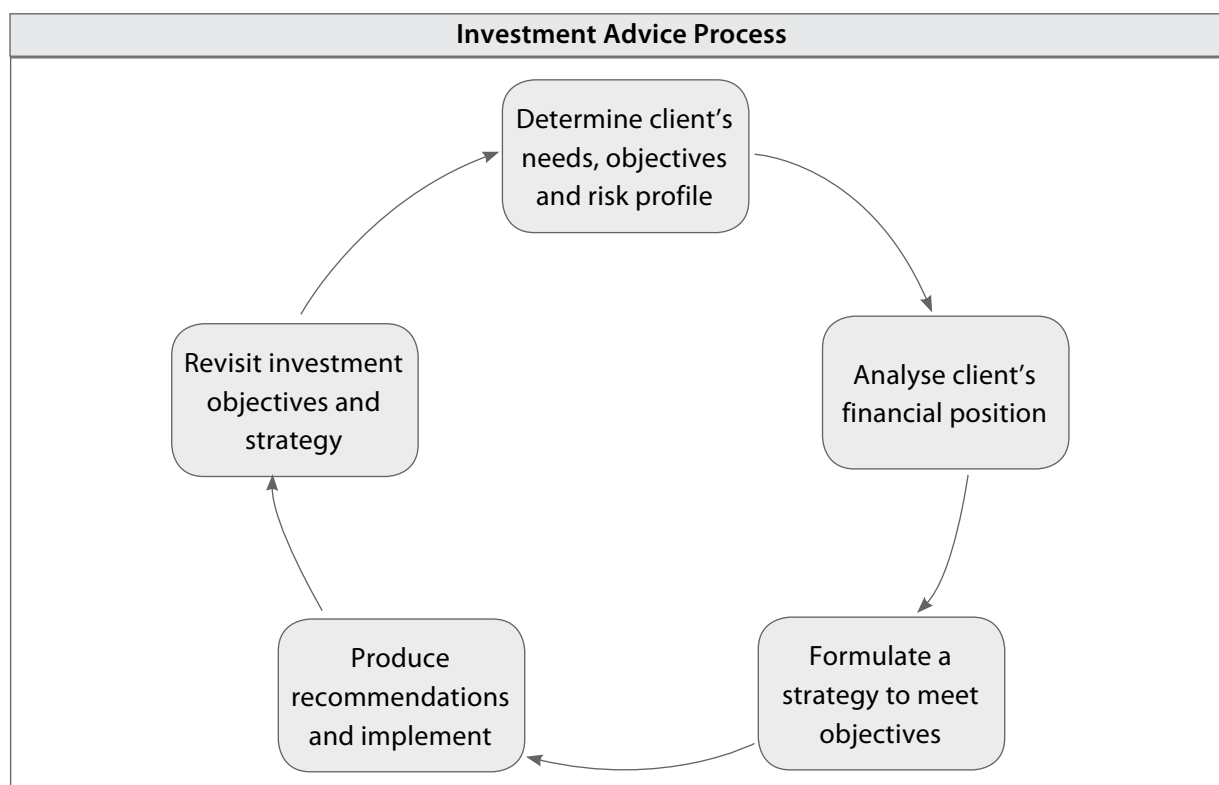 Investment Advice Process
Determine client’s
needs, objectives
and risk profile
Analyse client’s
financial position
Formulate a
strategy to meet
objectives
Produce
recommendations
and implement
Revisit investment
objectives and
strategy